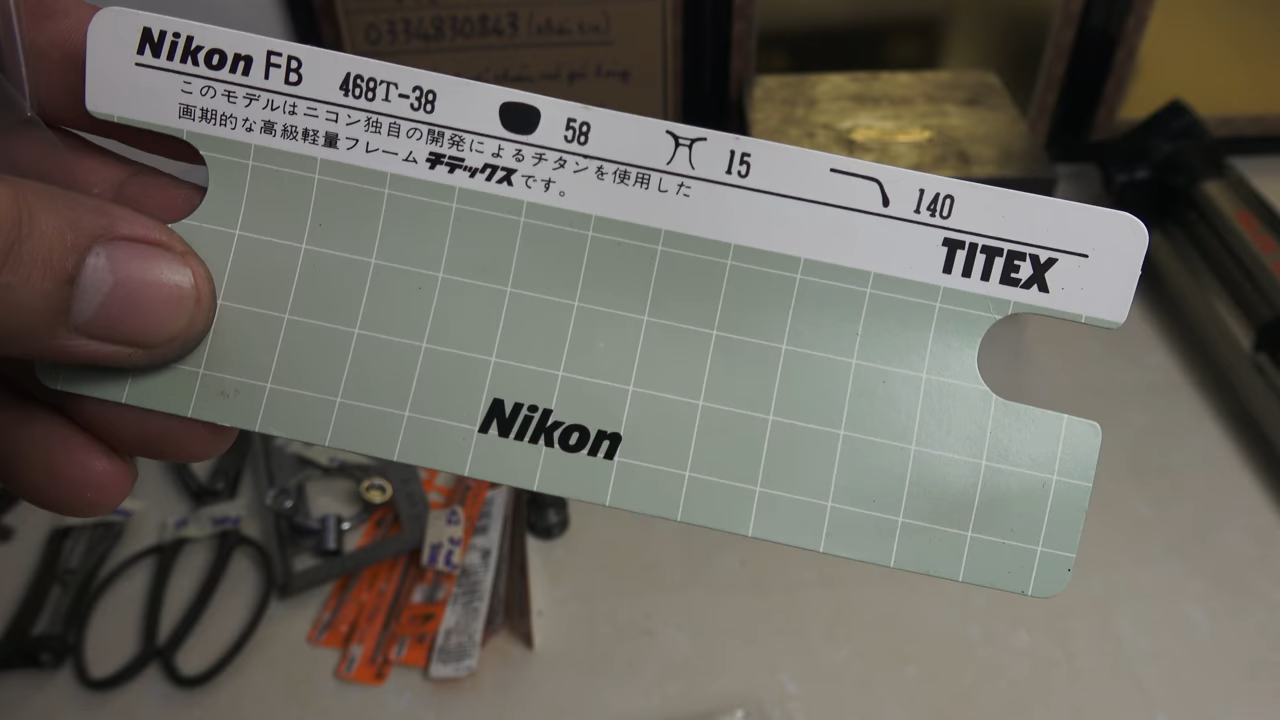 Nikon FB 468T-38 58 15 140
このモデルはニコン独自の開発によるチタンを使用した
画期的な高級軽量フレーム チテックスです。
TITEX
Nikon
0334830843